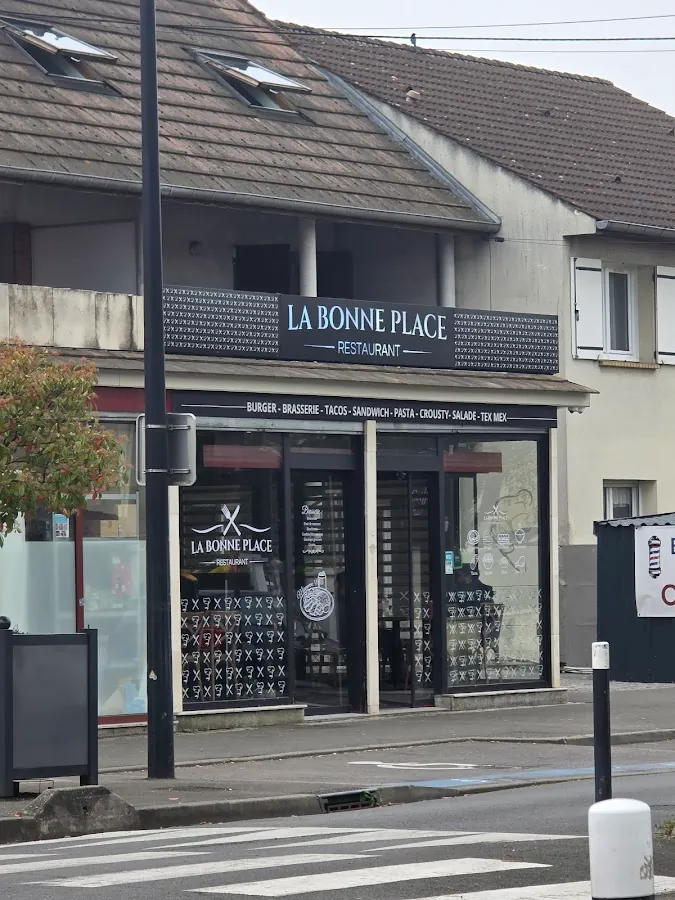 LA BONNE PLACE
RESTAURANT
BURGER - BRASSERIE - TACOS - SANDWICH - PASTA - CROUSTY- SALADE - TEX MEX
LA BONNE PLACE
RESTAURANT